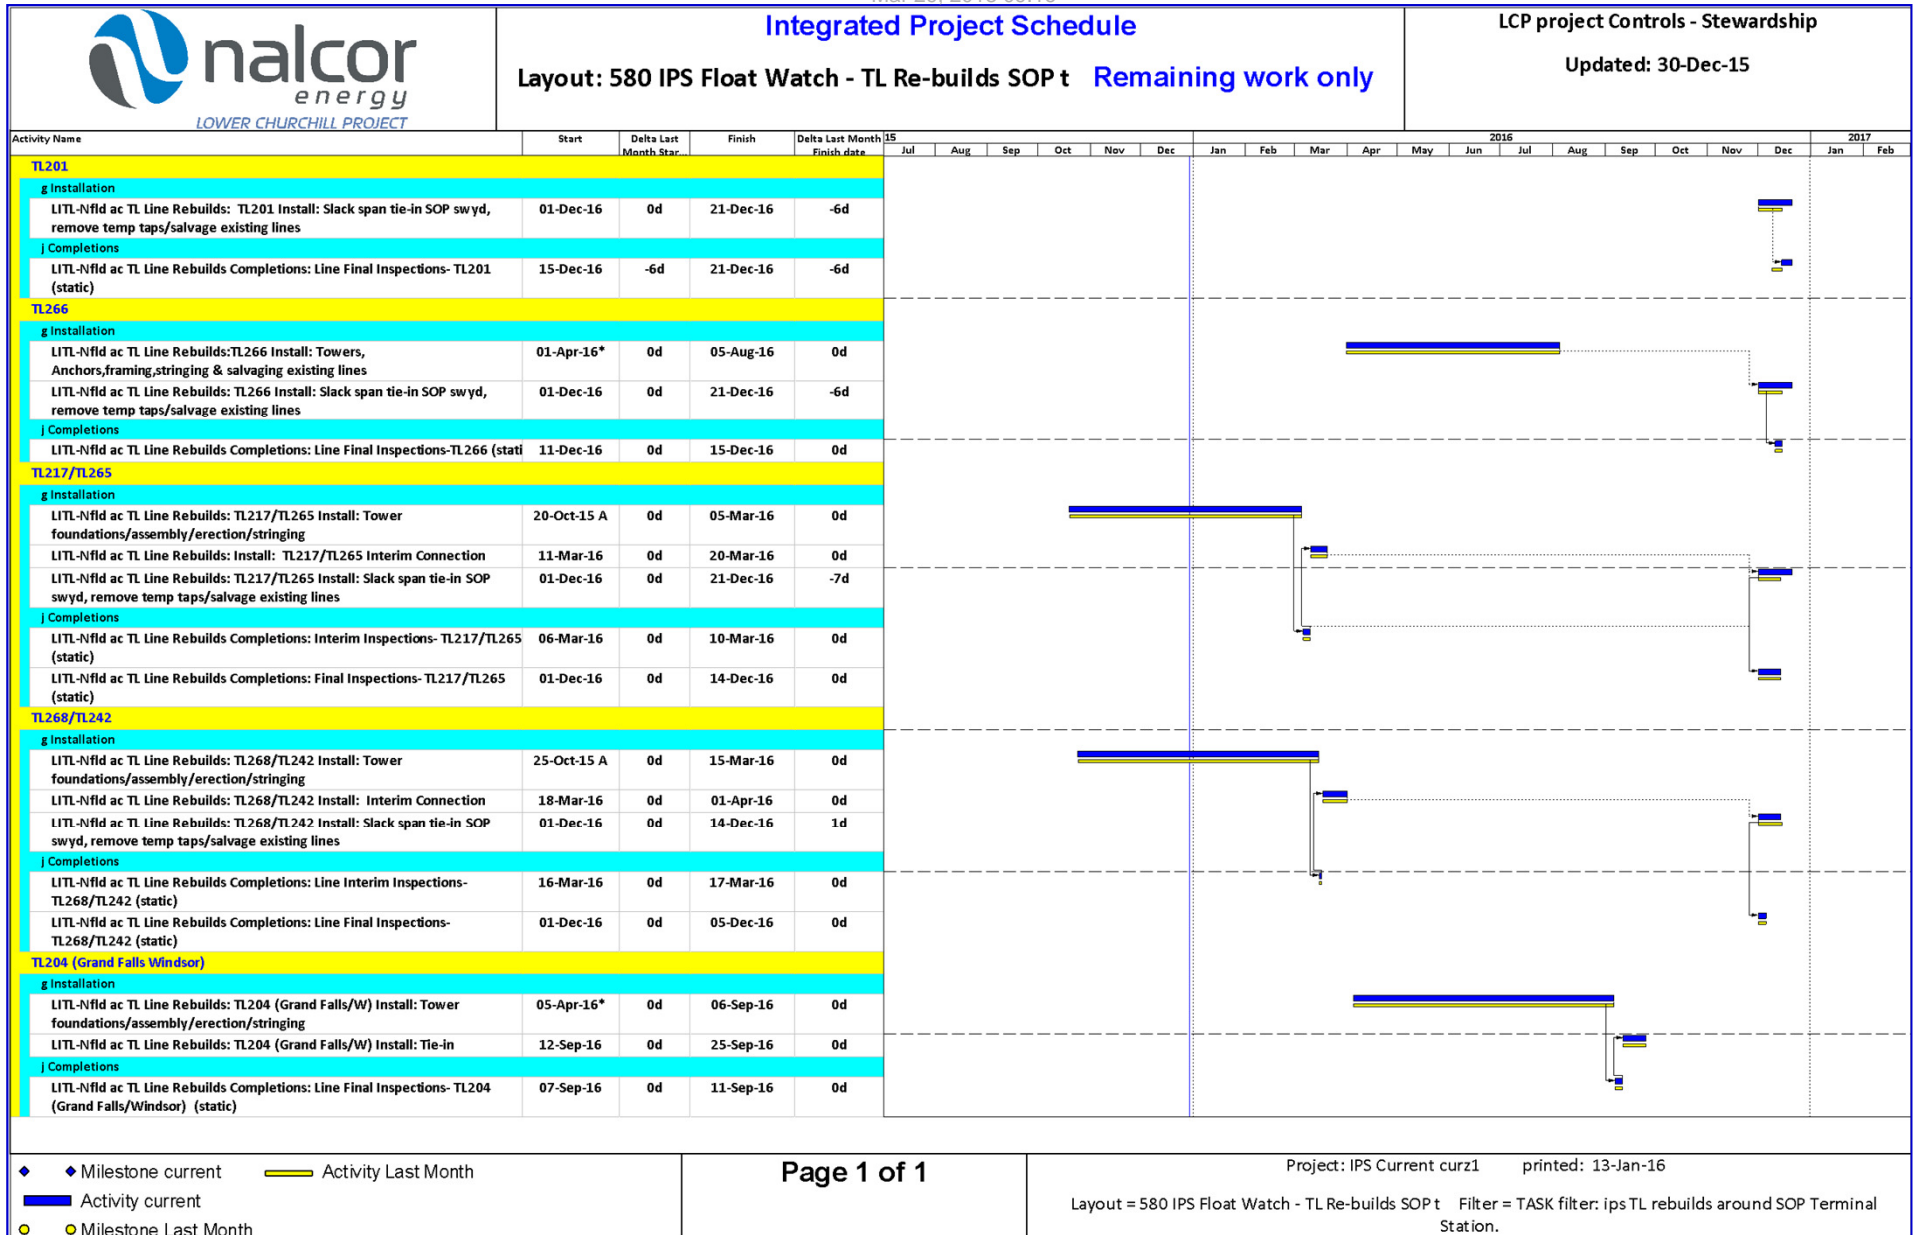 Integrated Project Schedule
LCP project Controls - Stewardship
nalcor
energy
LOWER CHURCHILL PROJECT
Layout: 580 IPS Float Watch - TL Re-builds SOP t Remaining work only
Updated: 30-Dec-15
Activity Name Start Delta Last Month Star... Finish Delta Last Month Finish date
15 2016 2017
Jul Aug Sep Oct Nov Dec Jan Feb Mar Apr May Jun Jul Aug Sep Oct Nov Dec Jan Feb
TL201
g Installation
LITL-Nfld ac TL Line Rebuilds: TL201 Install: Slack span tie-in SOP swyd, 01-Dec-16 0d 21-Dec-16 -6d
remove temp taps/salvage existing lines
j Completions
LITL-Nfld ac TL Line Rebuilds Completions: Line Final Inspections- TL201 15-Dec-16 -6d 21-Dec-16 -6d
(static)
TL266
g Installation
LITL-Nfld ac TL Line Rebuilds:TL266 Install: Towers, 01-Apr-16* 0d 05-Aug-16 0d
Anchors,framing,stringing & salvaging existing lines
LITL-Nfld ac TL Line Rebuilds: TL266 Install: Slack span tie-in SOP swyd, 01-Dec-16 0d 21-Dec-16 -6d
remove temp taps/salvage existing lines
j Completions
LITL-Nfld ac TL Line Rebuilds Completions: Line Final Inspections-TL266 (stati 11-Dec-16 0d 15-Dec-16 0d
TL217/TL265
g Installation
LITL-Nfld ac TL Line Rebuilds: TL217/TL265 Install: Tower 20-Oct-15 A 0d 05-Mar-16 0d
foundations/assembly/erection/stringing
LITL-Nfld ac TL Line Rebuilds: Install: TL217/TL265 Interim Connection 11-Mar-16 0d 20-Mar-16 0d
LITL-Nfld ac TL Line Rebuilds: TL217/TL265 Install: Slack span tie-in SOP 01-Dec-16 0d 21-Dec-16 -7d
swyd, remove temp taps/salvage existing lines
j Completions
LITL-Nfld ac TL Line Rebuilds Completions: Interim Inspections- TL217/TL265 06-Mar-16 0d 10-Mar-16 0d
(static)
LITL-Nfld ac TL Line Rebuilds Completions: Final Inspections- TL217/TL265 01-Dec-16 0d 14-Dec-16 0d
(static)
TL268/TL242
g Installation
LITL-Nfld ac TL Line Rebuilds: TL268/TL242 Install: Tower 25-Oct-15 A 0d 15-Mar-16 0d
foundations/assembly/erection/stringing
LITL-Nfld ac TL Line Rebuilds: TL268/TL242 Install: Interim Connection 18-Mar-16 0d 01-Apr-16 0d
LITL-Nfld ac TL Line Rebuilds: TL268/TL242 Install: Slack span tie-in SOP 01-Dec-16 0d 14-Dec-16 1d
swyd, remove temp taps/salvage existing lines
j Completions
LITL-Nfld ac TL Line Rebuilds Completions: Line Interim Inspections- 16-Mar-16 0d 17-Mar-16 0d
TL268/TL242 (static)
LITL-Nfld ac TL Line Rebuilds Completions: Line Final Inspections- 01-Dec-16 0d 05-Dec-16 0d
TL268/TL242 (static)
TL204 (Grand Falls Windsor)
g Installation
LITL-Nfld ac TL Line Rebuilds: TL204 (Grand Falls/W) Install: Tower 05-Apr-16* 0d 06-Sep-16 0d
foundations/assembly/erection/stringing
LITL-Nfld ac TL Line Rebuilds: TL204 (Grand Falls/W) Install: Tie-in 12-Sep-16 0d 25-Sep-16 0d
j Completions
LITL-Nfld ac TL Line Rebuilds Completions: Line Final Inspections- TL204 07-Sep-16 0d 11-Sep-16 0d
(Grand Falls/Windsor) (static)
Milestone current Activity Last Month
Activity current
Milestone Last Month
Page 1 of 1
Project: IPS Current curz1 printed: 13-Jan-16
Layout = 580 IPS Float Watch - TL Re-builds SOP t Filter = TASK filter: ips TL rebuilds around SOP Terminal
Station.